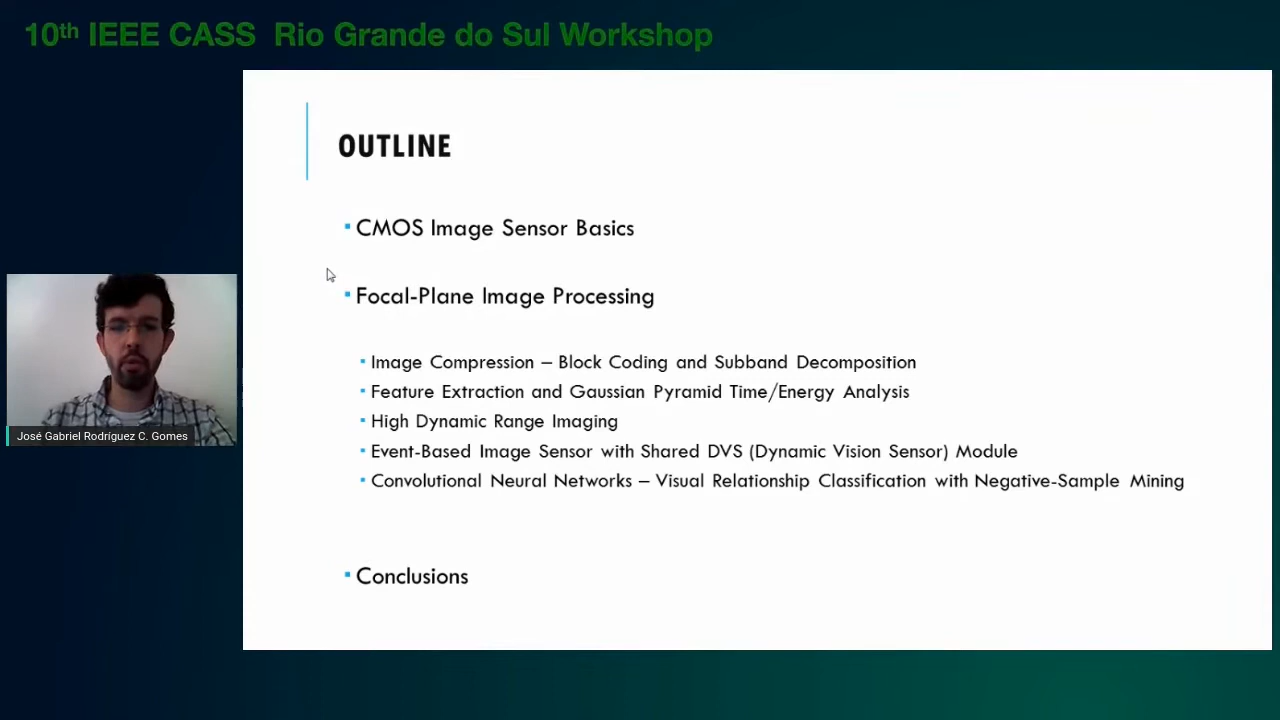 10th IEEE CASS Rio Grande do Sul Workshop
OUTLINE
CMOS Image Sensor Basics
Focal-Plane Image Processing
Image Compression – Block Coding and Subband Decomposition
Feature Extraction and Gaussian Pyramid Time/Energy Analysis
High Dynamic Range Imaging
Event-Based Image Sensor with Shared DVS (Dynamic Vision Sensor) Module
Convolutional Neural Networks – Visual Relationship Classification with Negative-Sample Mining
Conclusions
José Gabriel Rodríguez C. Gomes